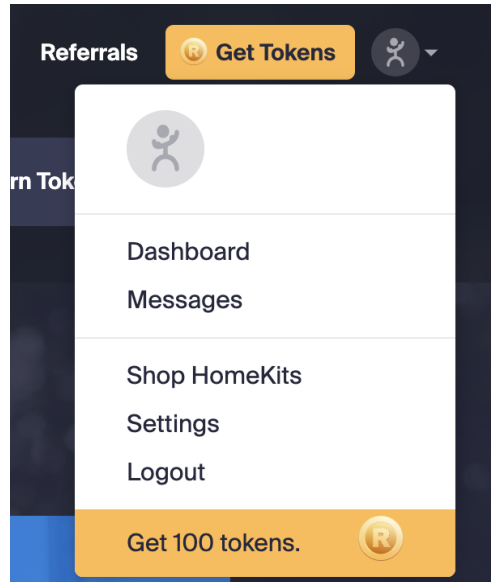 Referrals
R
Get Tokens
rn Tok
Dashboard
Messages
Shop HomeKits
Settings
Logout
Get 100 tokens.
R